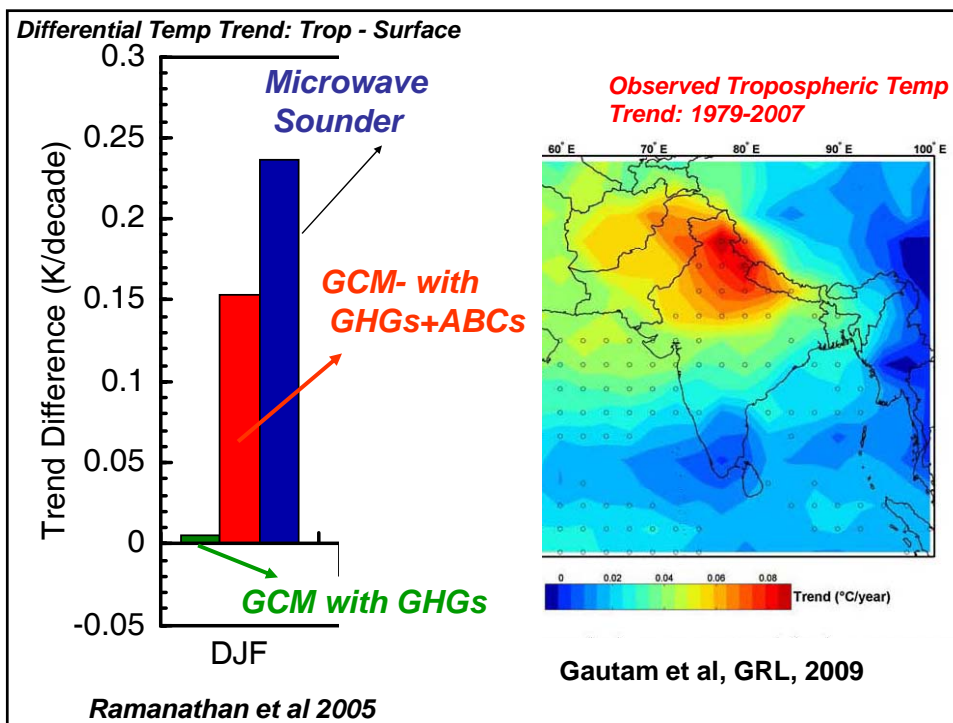 Differential Temp Trend: Trop - Surface
0.3
0.25
0.2
0.15
0.1
0.05
0
-0.05
Trend Difference (K/decade)
DJF
Microwave
Sounder
GCM- with
GHGs+ABCs
GCM with GHGs
Ramanathan et al 2005
Observed Tropospheric Temp
Trend: 1979-2007
60° E 70° E 80° E 90° E 100° E
0 0.02 0.04 0.06 0.08
Trend (°C/year)
Gautam et al, GRL, 2009